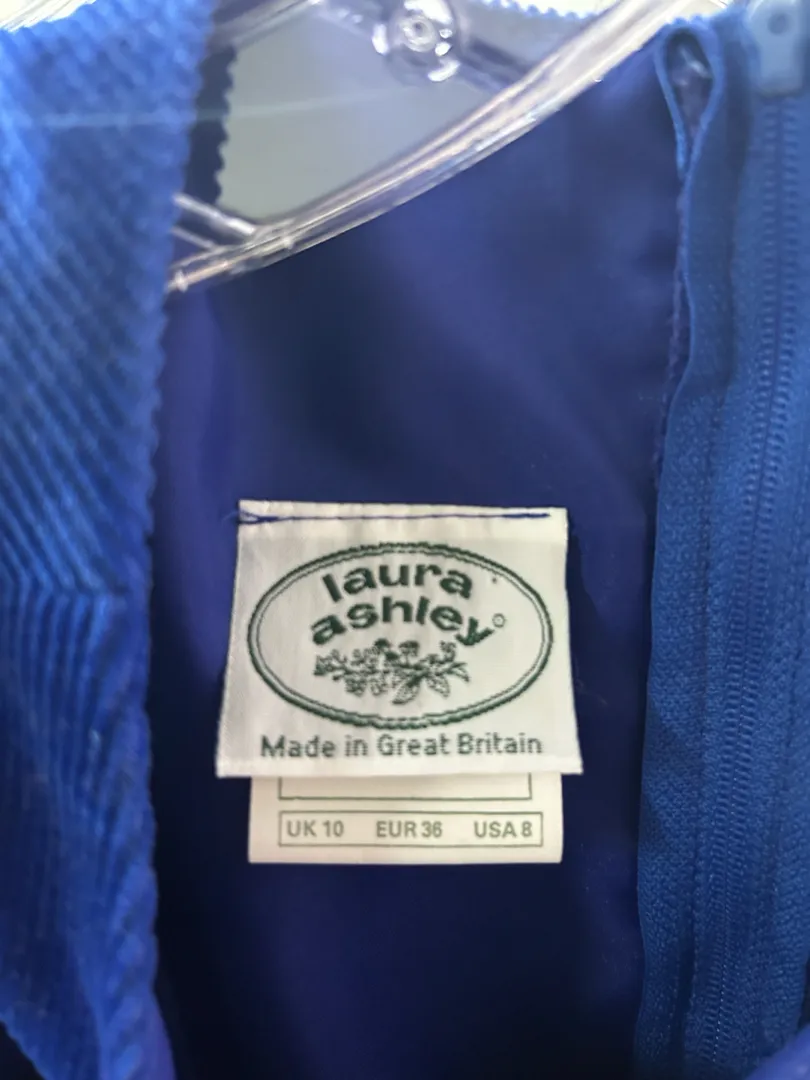 laura
ashley®
Made in Great Britain
UK 10 EUR 36 USA 8